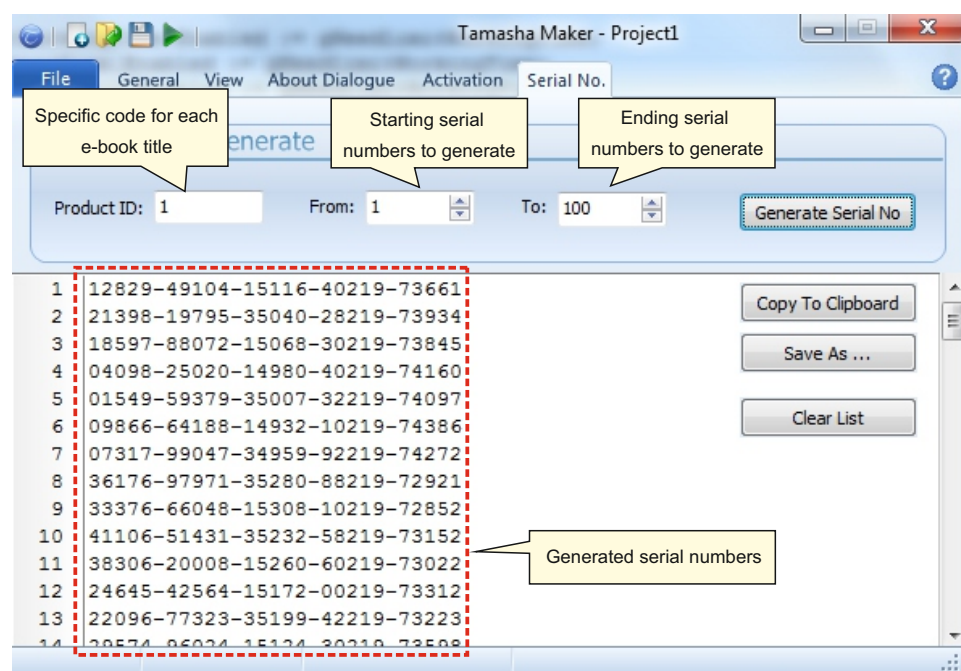 Tamasha Maker - Project1
File General View About Dialogue Activation Serial No.
Specific code for each
e-book title
Starting serial
numbers to generate
Ending serial
numbers to generate
enerate
Product ID: 1 From: 1 To: 100 Generate Serial No
1 12829-49104-15116-40219-73661
2 21398-19795-35040-28219-73934
3 18597-88072-15068-30219-73845
4 04098-25020-14980-40219-74160
5 01549-59379-35007-32219-74097
6 09866-64188-14932-10219-74386
7 07317-99047-34959-92219-74272
8 36176-97971-35280-88219-72921
9 33376-66048-15308-10219-72852
10 41106-51431-35232-58219-73152
11 38306-20008-15260-60219-73022
12 24645-42564-15172-00219-73312
13 22096-77323-35199-42219-73223
14 29574-96024-15124-30219-73598
Copy To Clipboard
Save As ...
Clear List
Generated serial numbers